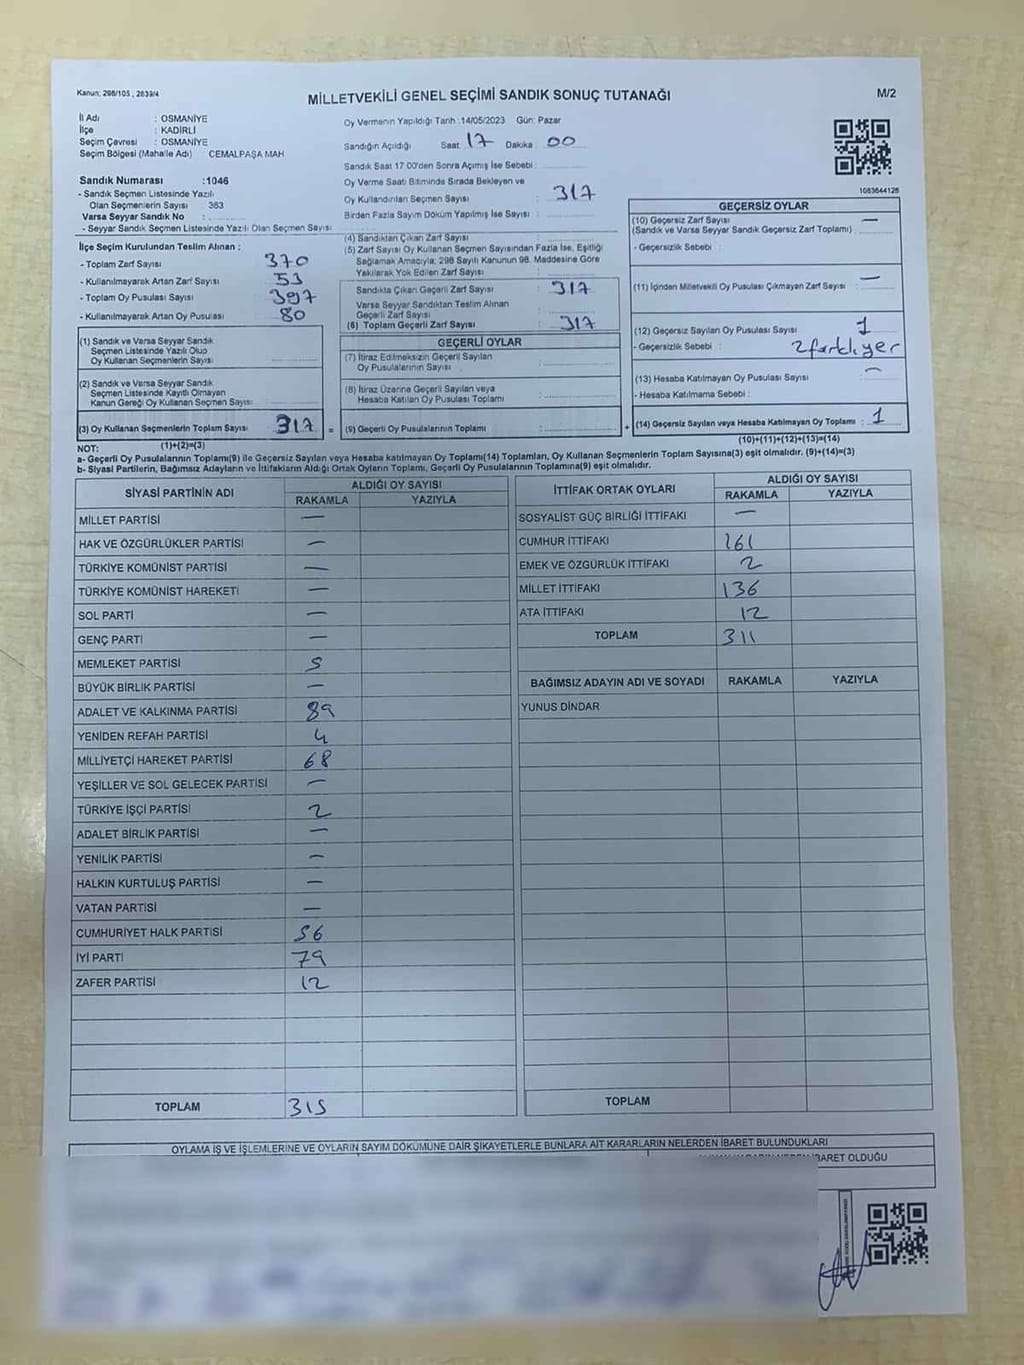 Kanun: 298/105 , 2839/4
MİLLETVEKİLİ GENEL SEÇİMİ SANDIK SONUÇ TUTANAĞI
M/2
İl Adı : OSMANİYE
İlçe : KADİRLİ
Seçim Çevresi : OSMANİYE
Seçim Bölgesi (Mahalle Adı) CEMALPAŞA MAH
Sandık Numarası :1046
- Sandık Seçmen Listesinde Yazılı
Olan Seçmenlerin Sayısı : 363
Varsa Seyyar Sandık No :
- Seyyar Sandık Seçmen Listesinde Yazılı Olan Seçmen Sayısı :
İlçe Seçim Kurulundan Teslim Alınan ;
- Toplam Zarf Sayısı 370
- Kullanılmayarak Artan Zarf Sayısı 53
- Toplam Oy Pusulası Sayısı 397
- Kullanılmayarak Artan Oy Pusulası 80
(1) Sandık ve Varsa Seyyar Sandık
Seçmen Listesinde Yazılı Olup
Oy Kullanan Seçmenlerin Sayısı :
(2) Sandık ve Varsa Seyyar Sandık
Seçmen Listesinde Kayıtlı Olmayan
Kanun Gereği Oy Kullanan Seçmen Sayısı :
(3) Oy Kullanan Seçmenlerin Toplam Sayısı 317 =
(1)+(2)=(3)
Oy Vermenin Yapıldığı Tarih :14/05/2023 Gün: Pazar
Sandığın Açıldığı Saat 17 Dakika 00
Sandık Saat 17 00'den Sonra Açımış İse Sebebi :
Oy Verme Saati Bitiminde Sırada Bekleyen ve
Oy Kullandırılan Seçmen Sayısı : 317
Birden Fazla Sayım Döküm Yapılmış İse Sayısı :
(4) Sandıktan Çıkan Zarf Sayısı :
(5) Zarf Sayısı Oy Kullanan Seçmen Sayısından Fazla İse, Eşitliği
Sağlamak Amacıyla; 298 Sayılı Kanunun 98. Maddesine Göre
Yakılarak Yok Edilen Zarf Sayısı :
Sandıkta Çıkan Geçerli Zarf Sayısı : 317
Varsa Seyyar Sandıktan Teslim Alınan
Geçerli Zarf Sayısı :
(6) Toplam Geçerli Zarf Sayısı : 317
GEÇERLİ OYLAR
(7) İtiraz Edilmeksizin Geçerli Sayılan
Oy Pusulalarının Sayısı :
(8) İtiraz Üzerine Geçerli Sayılan veya
Hesaba Katılan Oy Pusulası Toplamı :
(9) Geçerli Oy Pusulalarının Toplamı : +
1083644126
GEÇERSİZ OYLAR
(10) Geçersiz Zarf Sayısı —
(Sandık ve Varsa Seyyar Sandık Geçersiz Zarf Toplamı) :
- Geçersizlik Sebebi :
(11) İçinden Milletvekili Oy Pusulası Çıkmayan Zarf Sayısı : —
(12) Geçersiz Sayılan Oy Pusulası Sayısı : 1
- Geçersizlik Sebebi : 2 farklı yer
(13) Hesaba Katılmayan Oy Pusulası Sayısı : —
- Hesaba Katılmama Sebebi :
(14) Geçersiz Sayılan veya Hesaba Katılmayan Oy Toplamı : 1
(10)+(11)+(12)+(13)=(14)
NOT:
a- Geçerli Oy Pusulalarının Toplamı(9) ile Geçersiz Sayılan veya Hesaba katılmayan Oy Toplamı(14) Toplamları, Oy Kullanan Seçmenlerin Toplam Sayısına(3) eşit olmalıdır. (9)+(14)=(3)
b- Siyasi Partilerin, Bağımsız Adayların ve İttifakların Aldığı Ortak Oyların Toplamı, Geçerli Oy Pusulalarının Toplamına(9) eşit olmalıdır.
SİYASİ PARTİNİN ADI ALDIĞI OY SAYISI
RAKAMLA YAZIYLA
MİLLET PARTİSİ —
HAK VE ÖZGÜRLÜKLER PARTİSİ —
TÜRKİYE KOMÜNİST PARTİSİ —
TÜRKİYE KOMÜNİST HAREKETİ —
SOL PARTİ —
GENÇ PARTİ —
MEMLEKET PARTİSİ 5
BÜYÜK BİRLİK PARTİSİ —
ADALET VE KALKINMA PARTİSİ 89
YENİDEN REFAH PARTİSİ 4
MİLLİYETÇİ HAREKET PARTİSİ 68
YEŞİLLER VE SOL GELECEK PARTİSİ —
TÜRKİYE İŞÇİ PARTİSİ 2
ADALET BİRLİK PARTİSİ —
YENİLİK PARTİSİ —
HALKIN KURTULUŞ PARTİSİ —
VATAN PARTİSİ —
CUMHURİYET HALK PARTİSİ 56
İYİ PARTİ 79
ZAFER PARTİSİ 12
TOPLAM 315
İTTİFAK ORTAK OYLARI ALDIĞI OY SAYISI
RAKAMLA YAZIYLA
SOSYALİST GÜÇ BİRLİĞİ İTTİFAKI —
CUMHUR İTTİFAKI 161
EMEK VE ÖZGÜRLÜK İTTİFAKI 2
MİLLET İTTİFAKI 136
ATA İTTİFAKI 12
TOPLAM 311
BAĞIMSIZ ADAYIN ADI VE SOYADI RAKAMLA YAZIYLA
YUNUS DİNDAR
TOPLAM
OYLAMA İŞ VE İŞLEMLERİNE VE OYLARIN SAYIM DÖKÜMÜNE DAİR ŞİKAYETLERLE BUNLARA AİT KARARLARIN NELERDEN İBARET BULUNDUKLARI
OLDUĞU